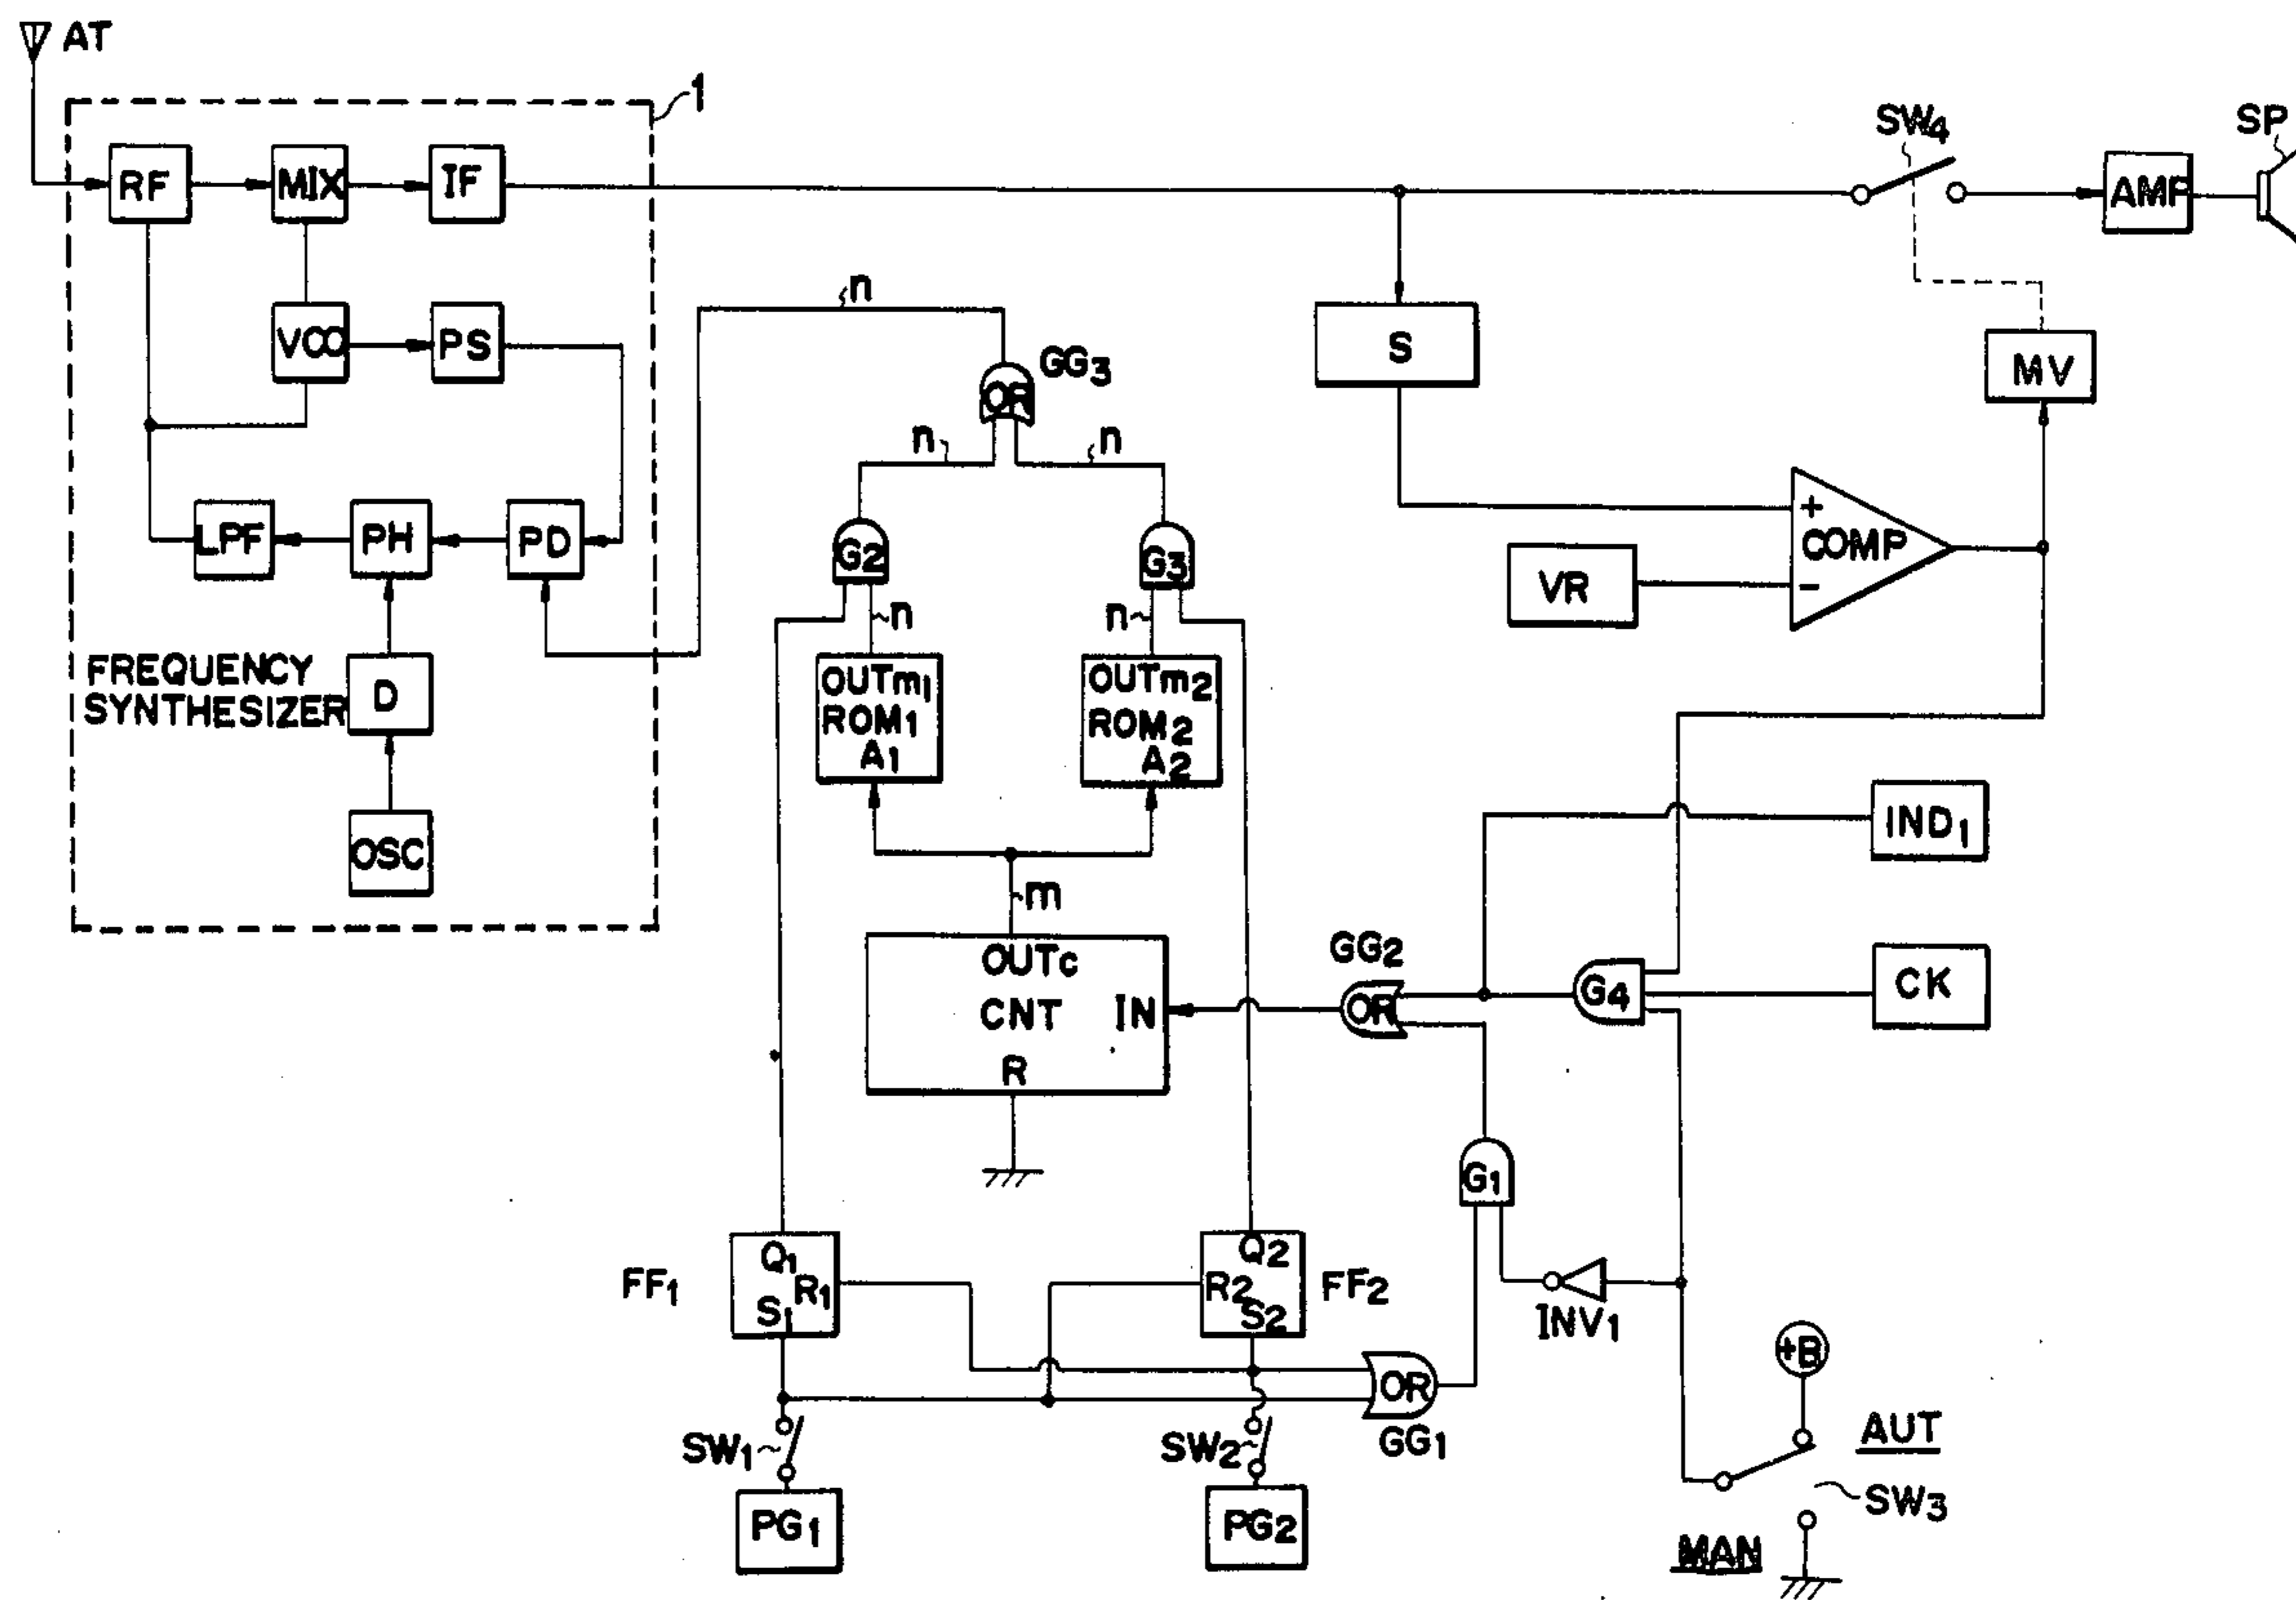 AT
1
SW4
SP
RF
MIX
IF
AMP
n
VCO
PS
GG3
OR
S
MV
n
n
LPF
PH
PD
G2
G3
+
COMP
-
VR
n
n
FREQUENCY
SYNTHESIZER
D
OUTm1
ROM1
A1
OUTm2
ROM2
A2
OSC
IND1
m
OUTc
CNT
IN
R
GG2
OR
G4
CK
G1
FF1
Q1
R1
S1
Q2
R2
S2
FF2
INV1
+B
OR
GG1
SW1
SW2
AUT
SW3
PG1
PG2
MAN